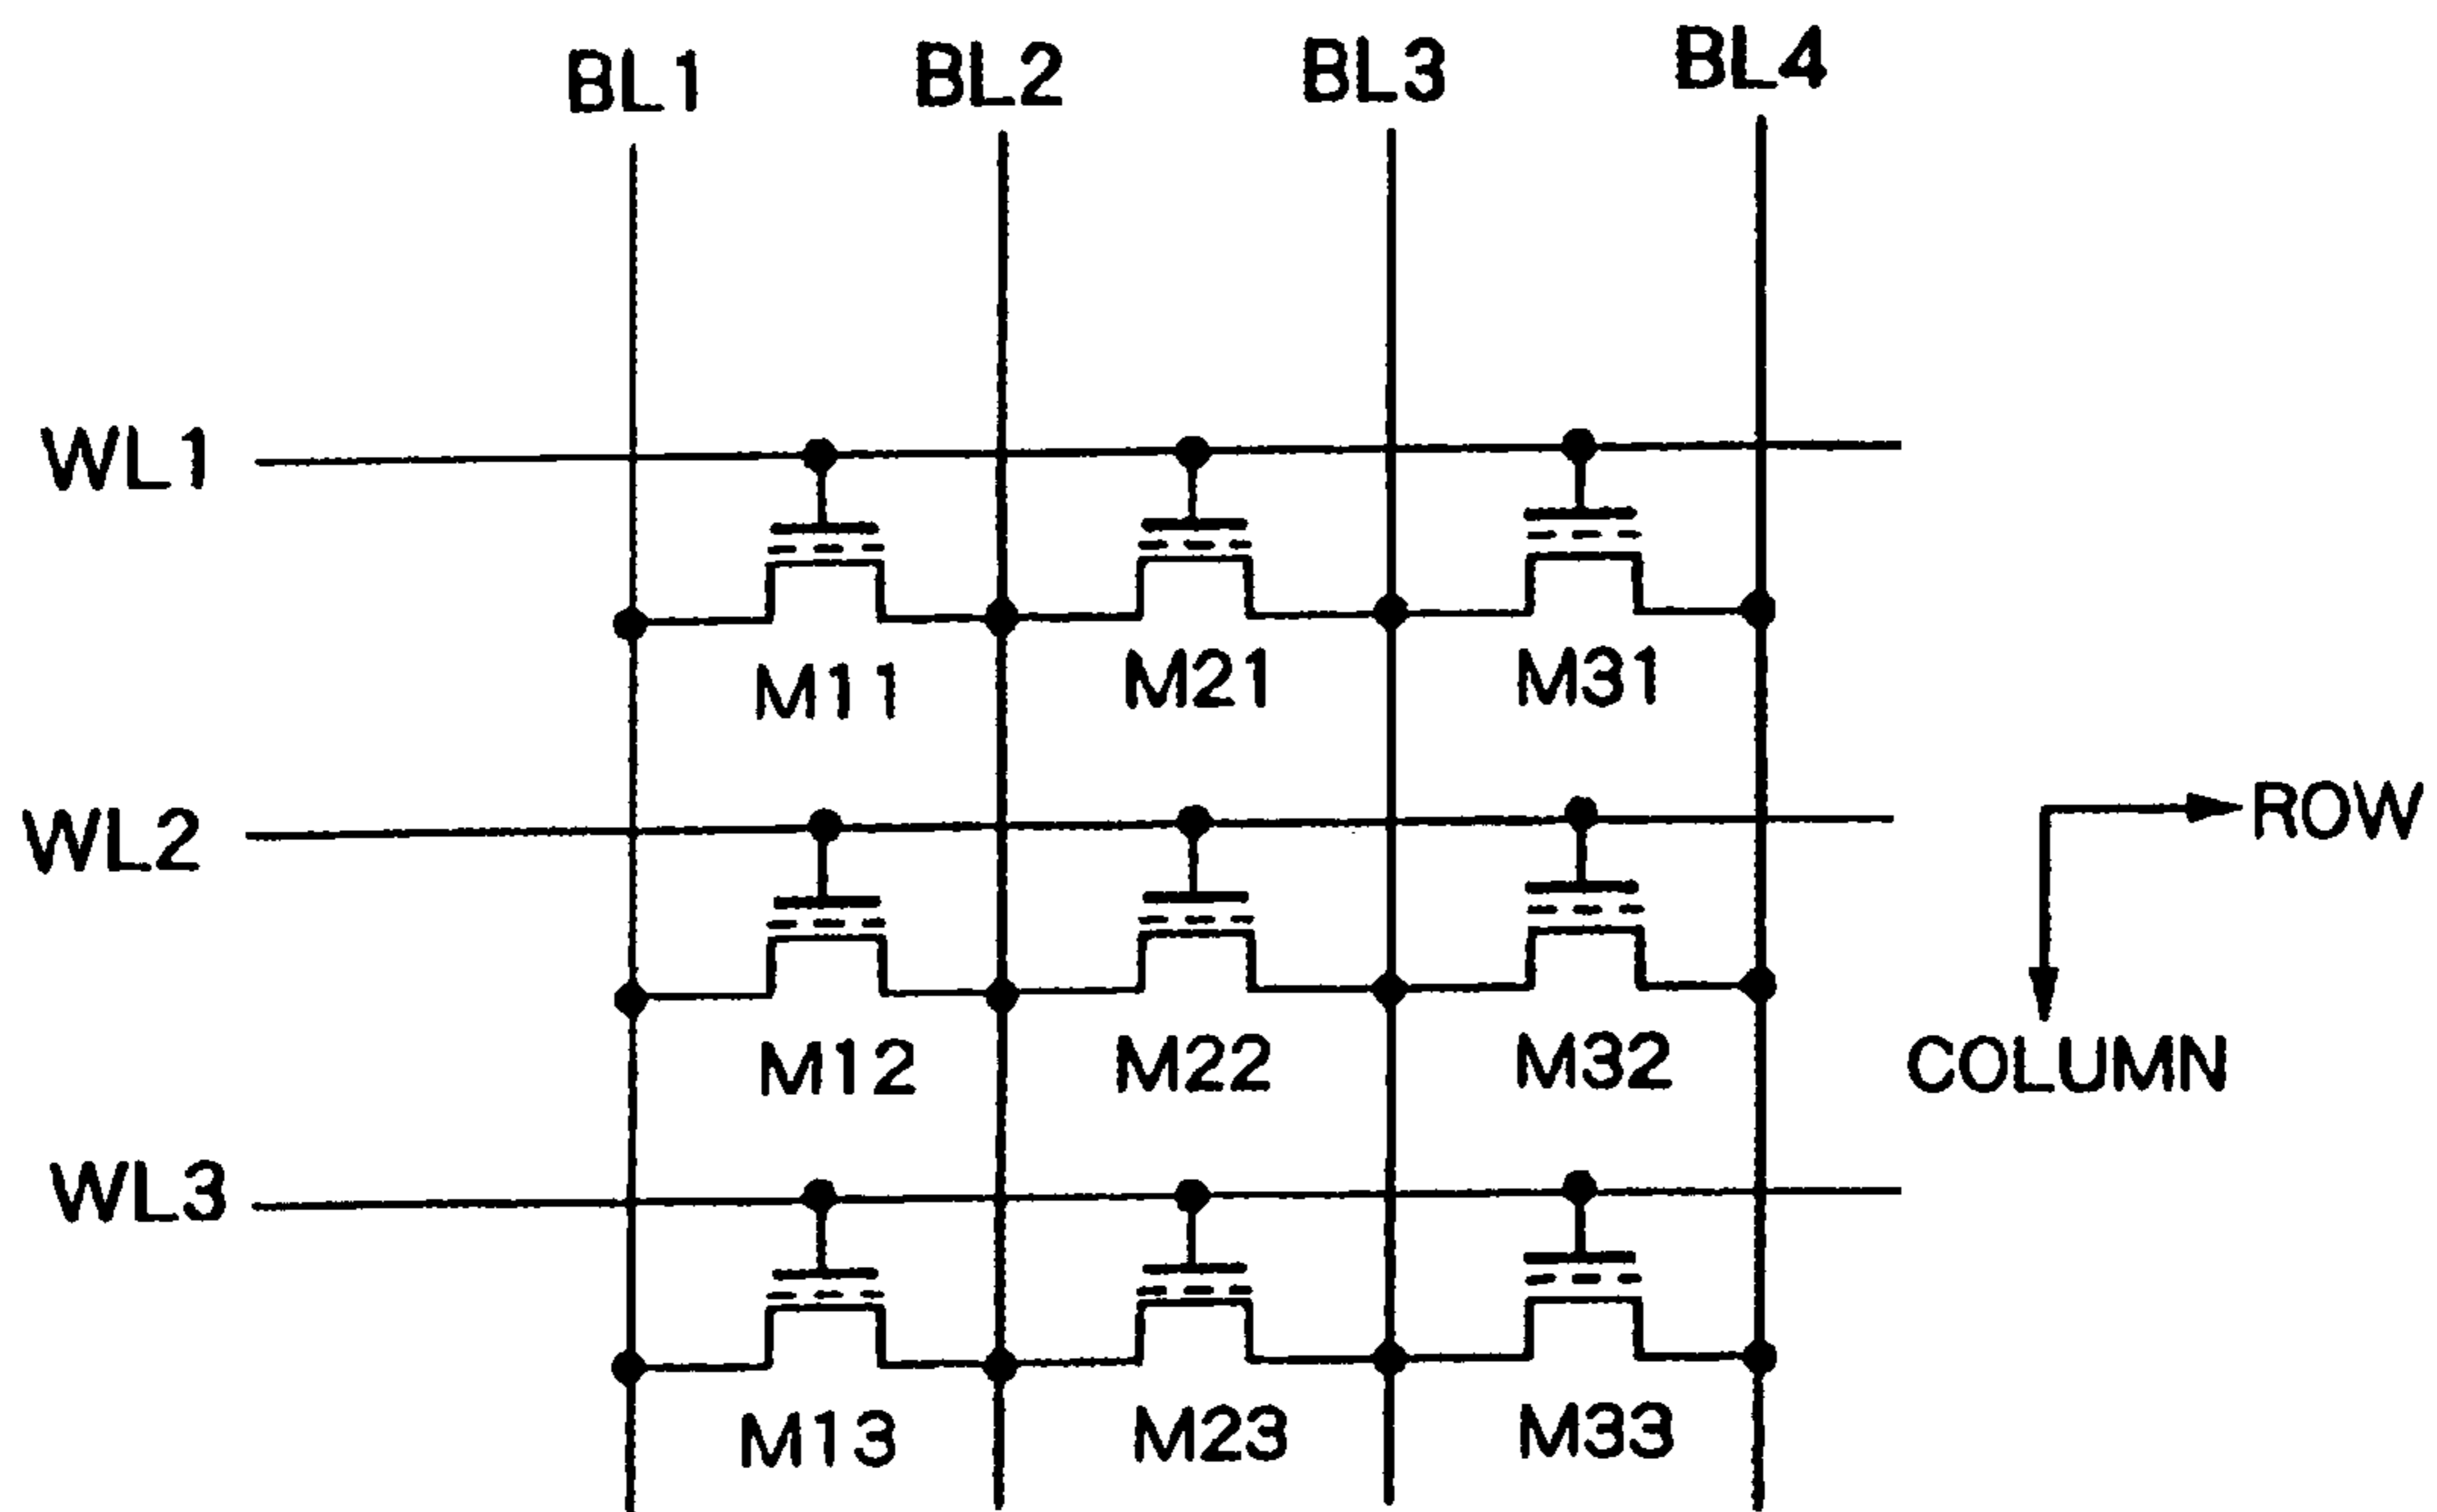 BL1 BL2 BL3 BL4
WL1
M11 M21 M31
WL2
ROW
M12 M22 M32
COLUMN
WL3
M13 M23 M33